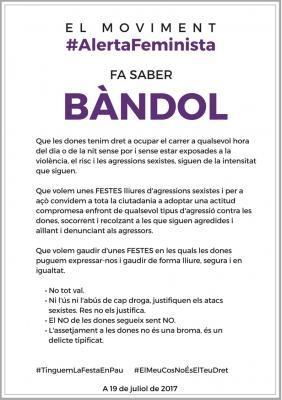 EL MOVIMENT
#AlertaFeminista
FA SABER
BÀNDOL
Que les dones tenim dret a ocupar el carrer a qualsevol hora
del dia o de la nit sense por i sense estar exposades a la
violència, el risc i les agressions sexistes, siguen de la intensitat
que siguen.
Que volem unes FESTES lliures d'agressions sexistes i per a
açò convidem a tota la ciutadania a adoptar una actitud
compromesa enfront de qualsevol tipus d'agressió contra les
dones, socorrent i recolzant a les que siguen agredides i
aïllant i denunciant als agressors.
Que volem gaudir d'unes FESTES en les quals les dones
puguem expressar-nos i gaudir de forma lliure, segura i en
igualtat.
• No tot val.
• Ni l'ús ni l'abús de cap droga, justifiquen els atacs
sexistes. Res no els justifica.
• El NO de les dones segueix sent NO.
• L'assetjament a les dones no és una broma, és un
delicte tipificat.
#TinguemLaFestaEnPau #ElMeuCosNoÉsElTeuDret
A 19 de juliol de 2017